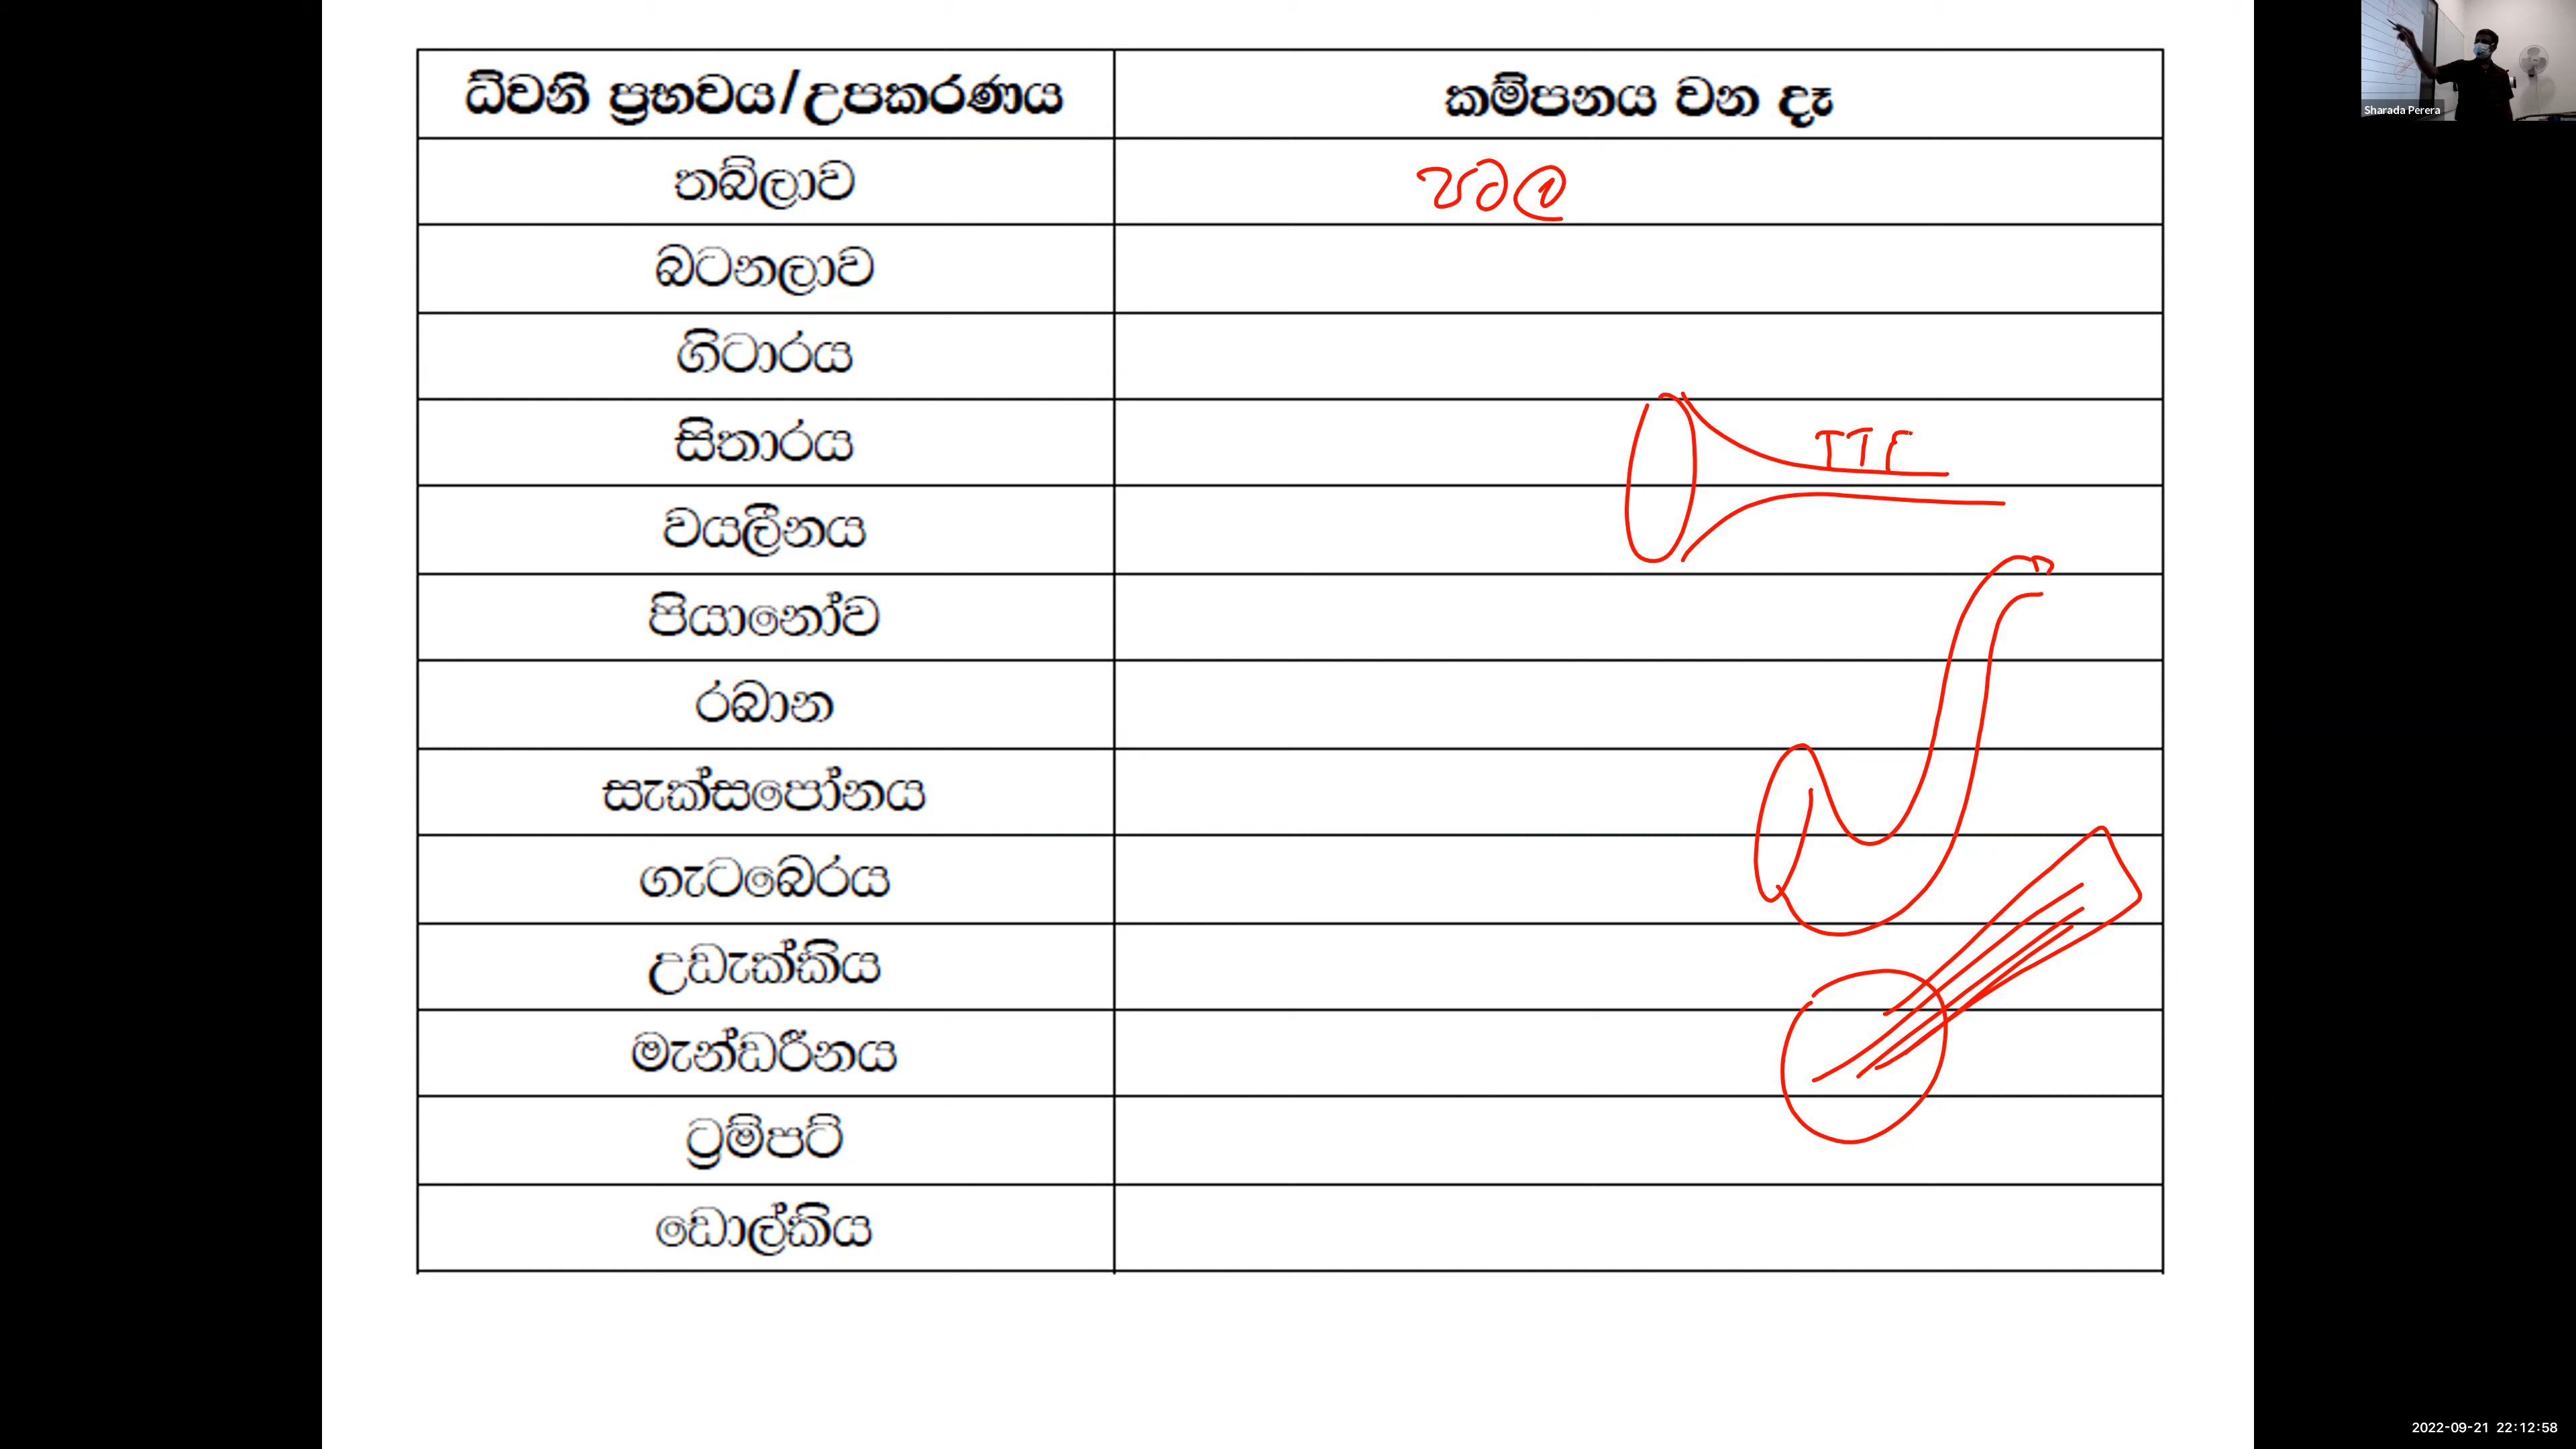 ධ්වනි ප්‍රභවය/උපකරණය කම්පනය වන දෑ
තබ්ලාව පටල
බටනලාව
ගිටාරය
සිතාරය
වයලීනය
පියානෝව
රබාන
සැක්සපෝනය
ගැටබෙරය
උඩැක්කිය
මැන්ඩරීනය
ට්‍රම්පට්
ඩොල්කිය
Sharada Perera
2022-09-21 22:12:58